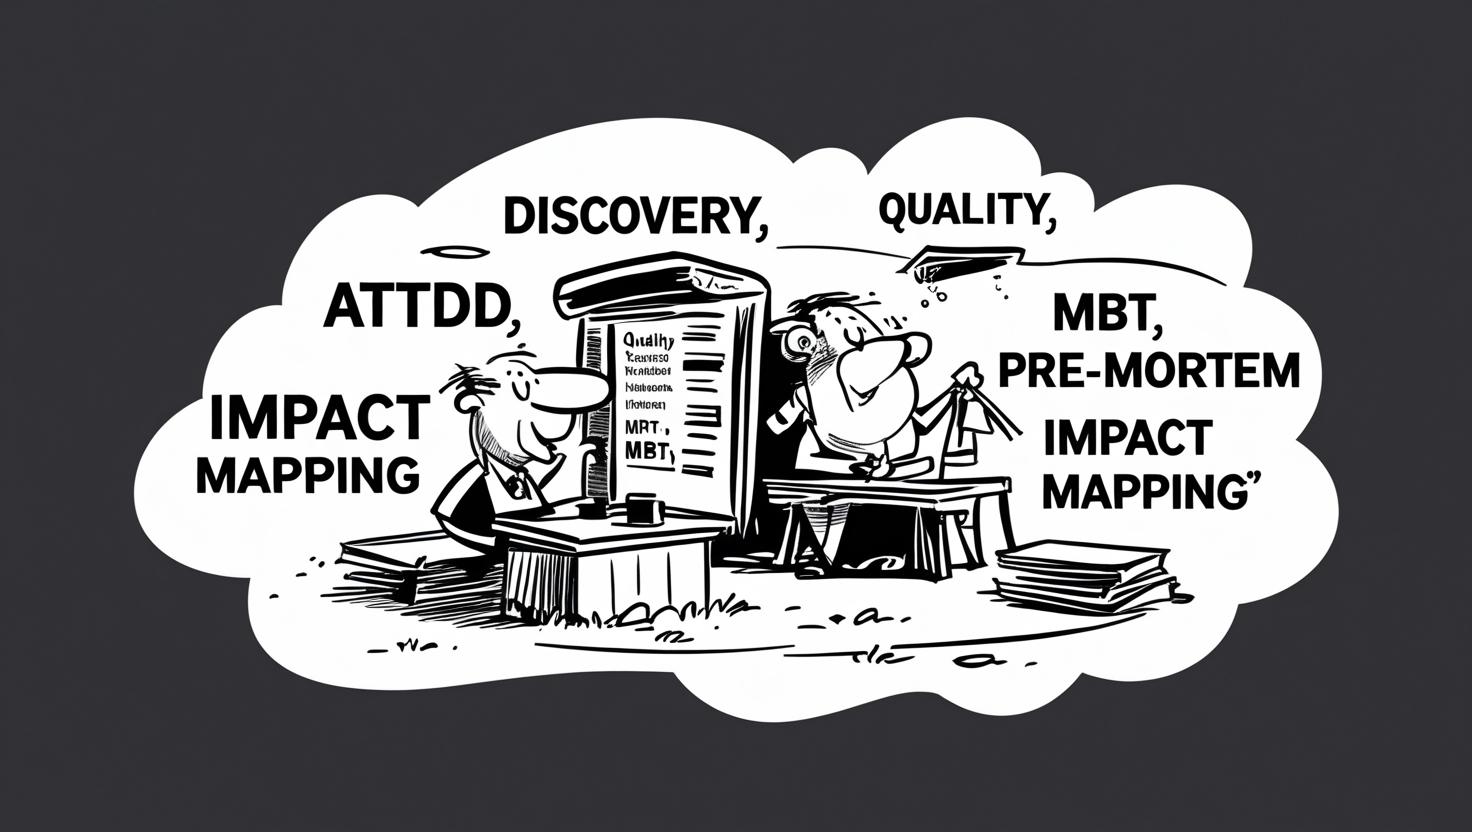 DISCOVERY,
QUALITY,
ATTDD,
IMPACT
MAPPING
MBT,
PRE-MORTEM
IMPACT
MAPPING”
MBT,